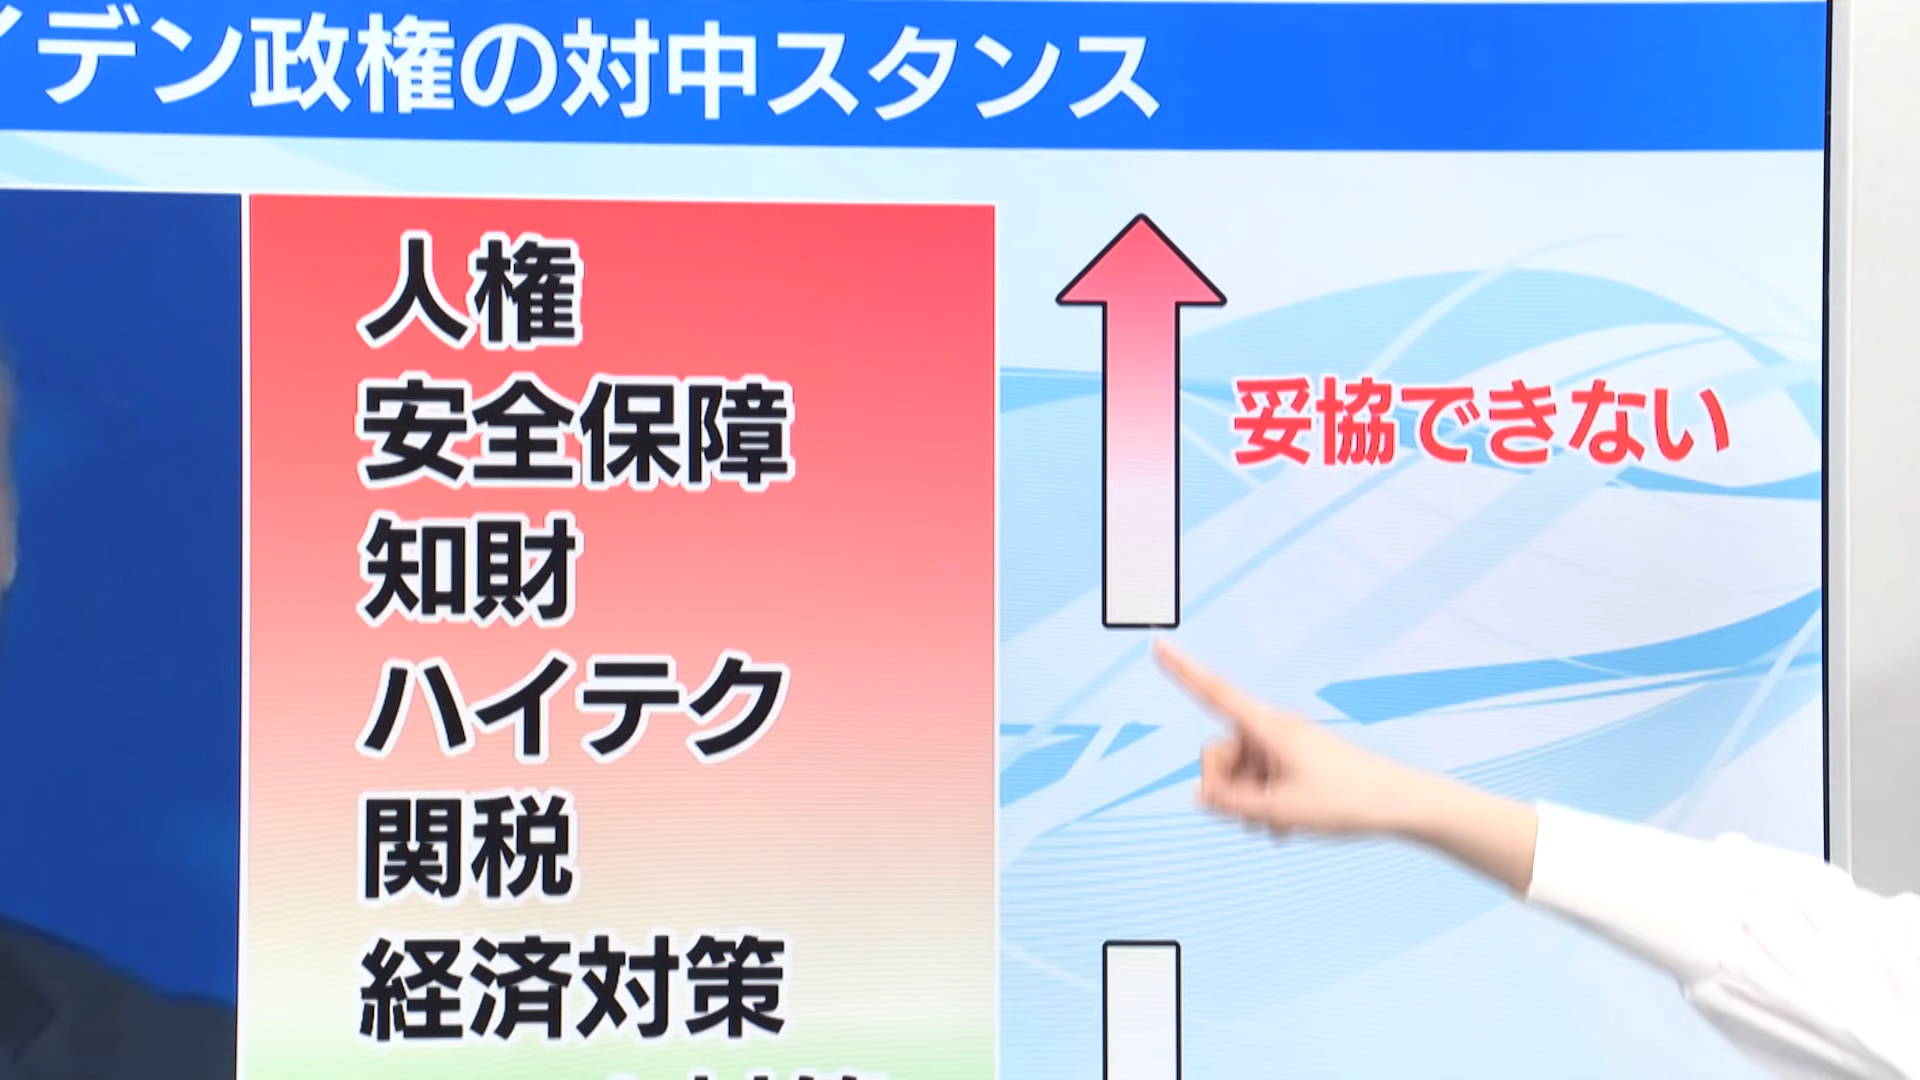 イデン政権の対中スタンス
人権
安全保障
知財
ハイテク
関税
経済対策
妥協できない